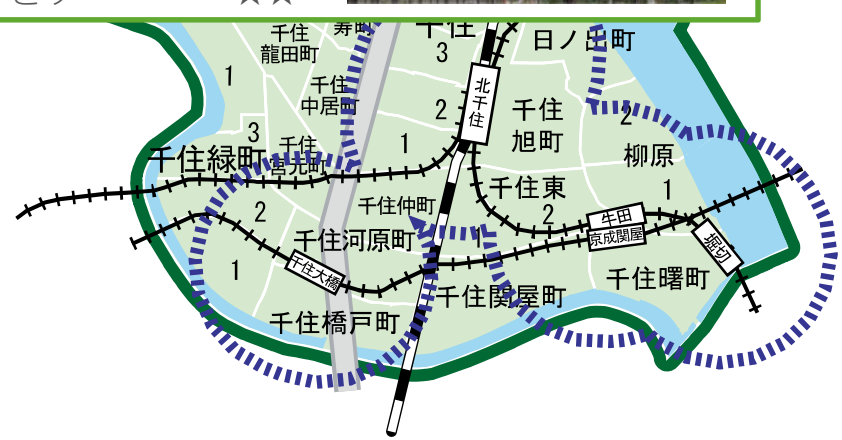 ビリ
★★
千住
龍田町
寿町
千住
3
日ノ出町
1
千住
中居町
2
北千住
千住
旭町
2
3
千住
宮元町
1
柳原
千住緑町
千住東
2
1
千住仲町
2
牛田
京成関屋
1
千住河原町
堀切
1
千住大橋
千住曙町
千住関屋町
千住橋戸町